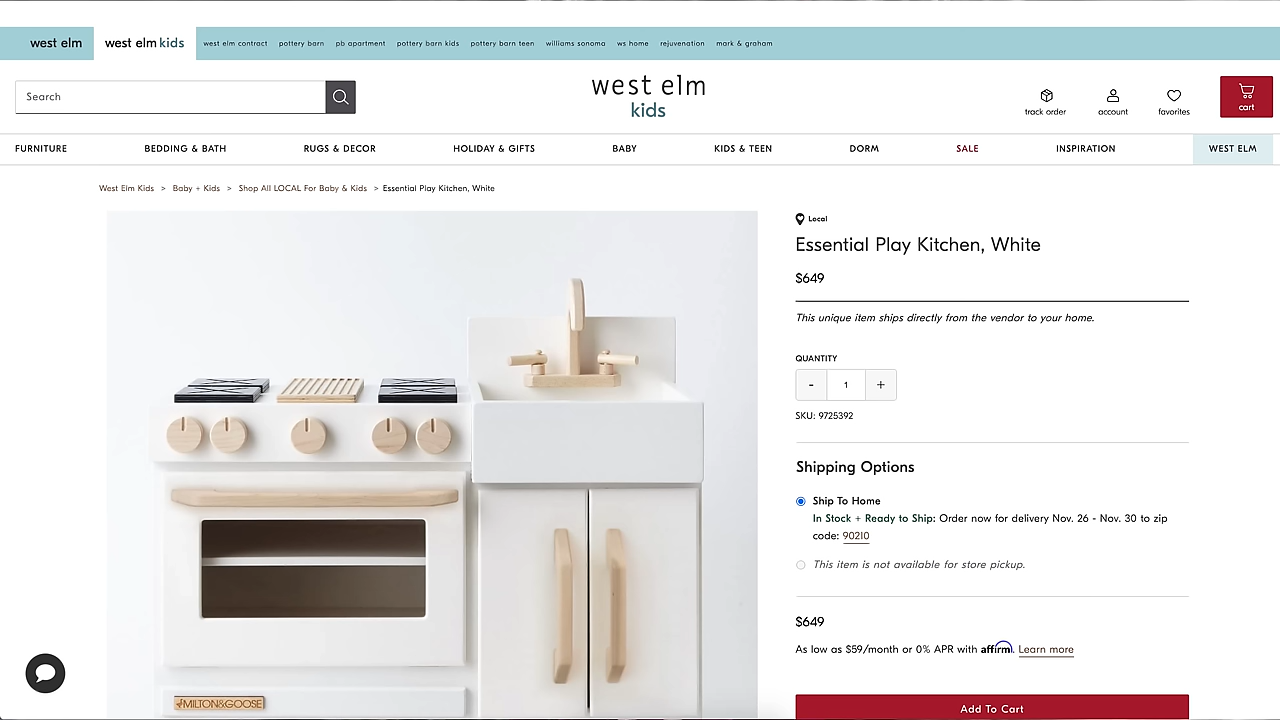 west elm
west elm kids
west elm contract
pottery barn
pb apartment
pottery barn kids
pottery barn teen
williams sonoma
ws home
rejuvenation
mark & graham
Search
west elm
kids
track order
account
favorites
cart
FURNITURE
BEDDING & BATH
RUGS & DECOR
HOLIDAY & GIFTS
BABY
KIDS & TEEN
DORM
SALE
INSPIRATION
WEST ELM
West Elm Kids > Baby + Kids > Shop All LOCAL For Baby & Kids > Essential Play Kitchen, White
Local
Essential Play Kitchen, White
$649
This unique item ships directly from the vendor to your home.
QUANTITY
- 1 +
SKU: 9725392
Shipping Options
Ship To Home
In Stock + Ready to Ship: Order now for delivery Nov. 26 - Nov. 30 to zip
code: 90210
This item is not available for store pickup.
$649
As low as $59/month or 0% APR with affirm. Learn more
Add To Cart
MILTON&GOOSE